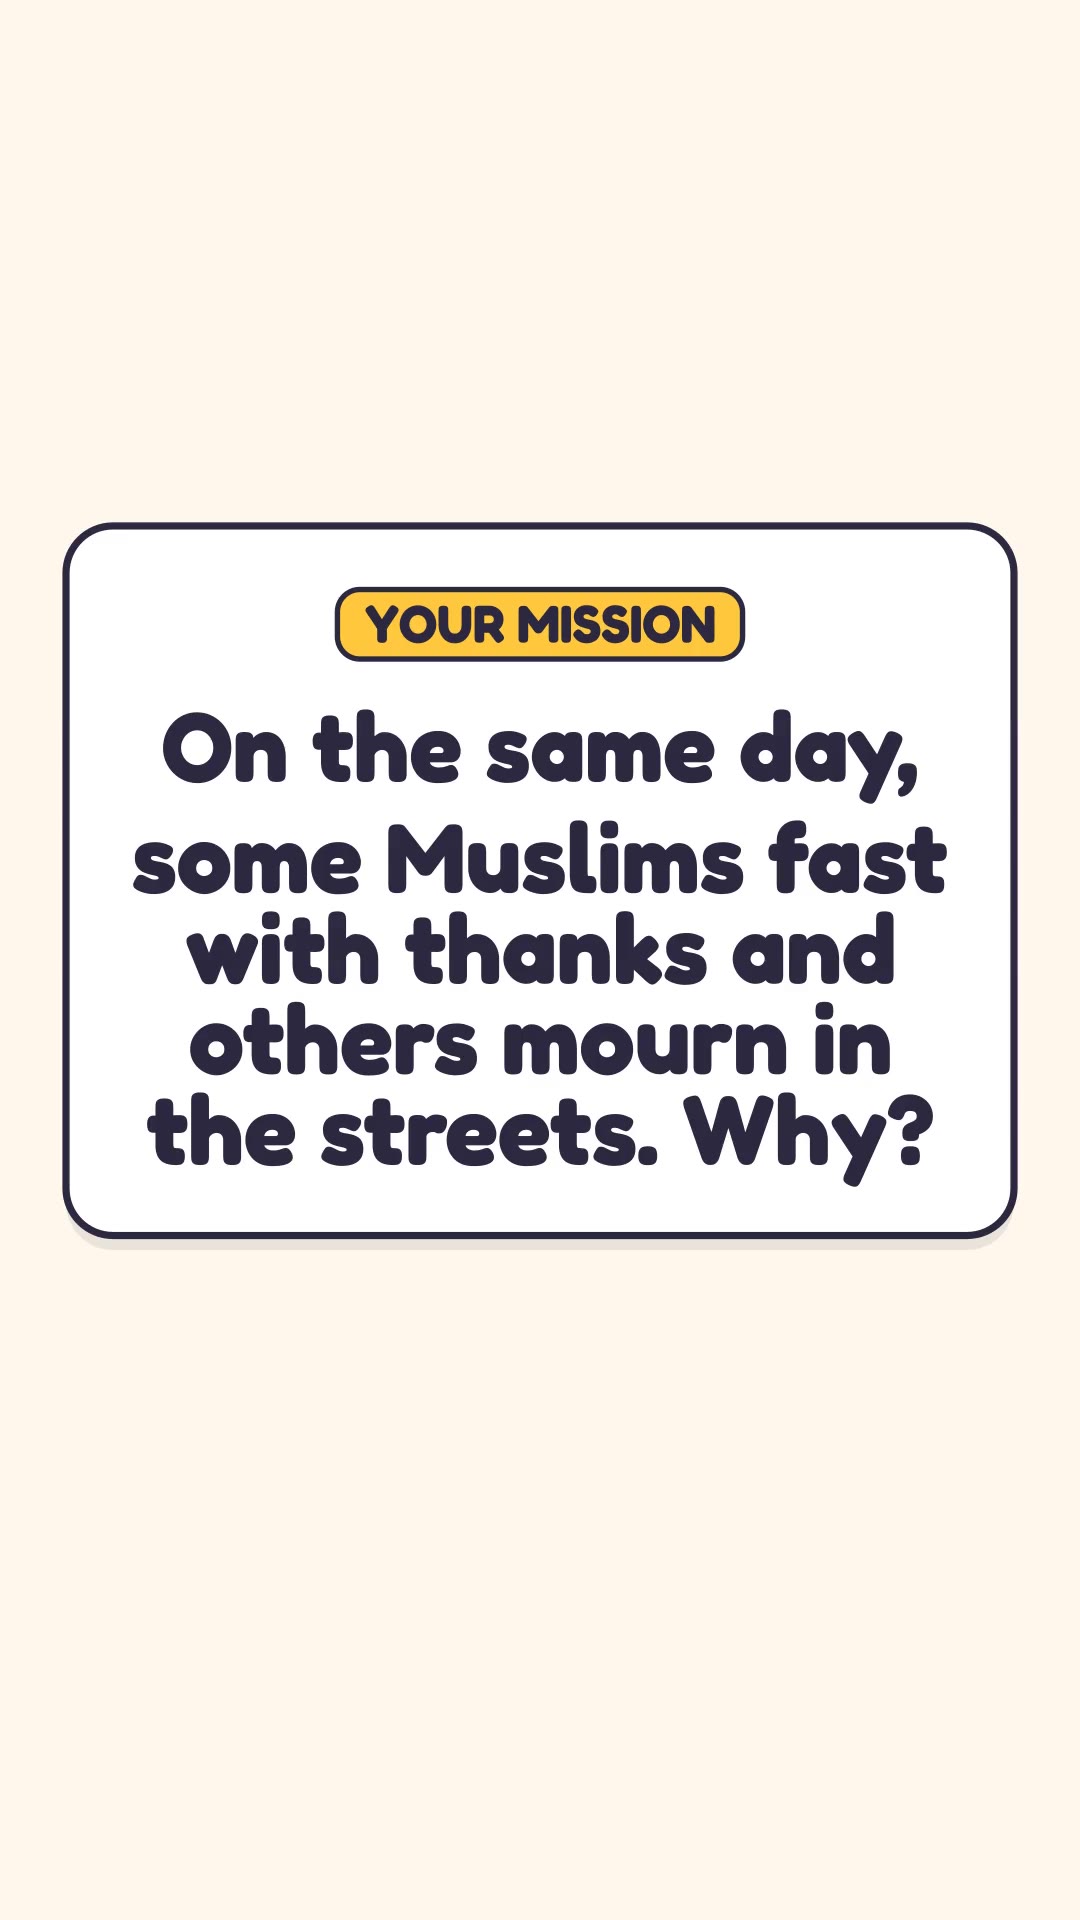 YOUR MISSION
On the same day,
some Muslims fast
with thanks and
others mourn in
the streets. Why?